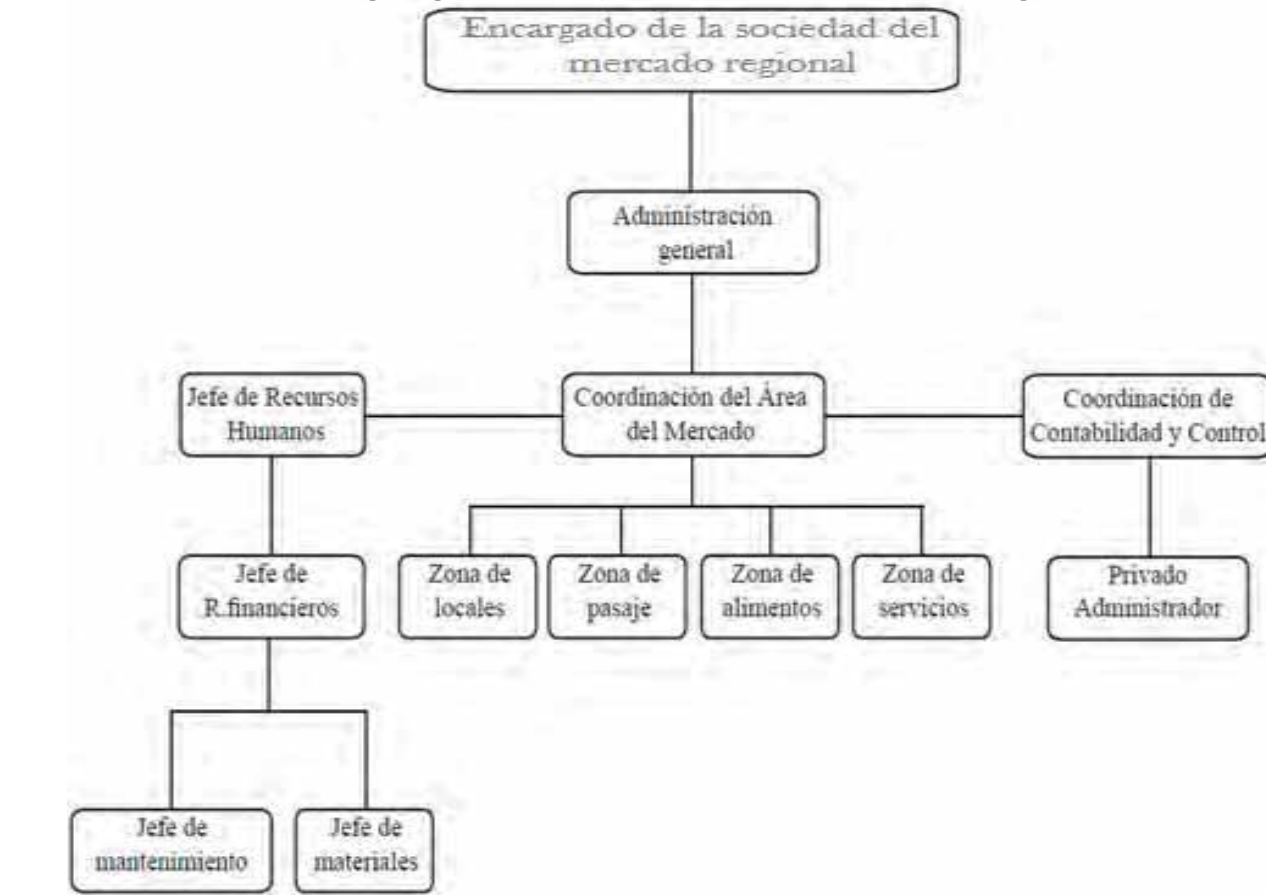 Encargado de la sociedad del
mercado regional
Administración
general
Jefe de Recursos
Humanos
Coordinación del Área
del Mercado
Coordinación de
Contabilidad y Control
Jefe de
R.financieros
Zona de
locales
Zona de
pasaje
Zona de
alimentos
Zona de
servicios
Privado
Administrador
Jefe de
mantenimiento
Jefe de
materiales